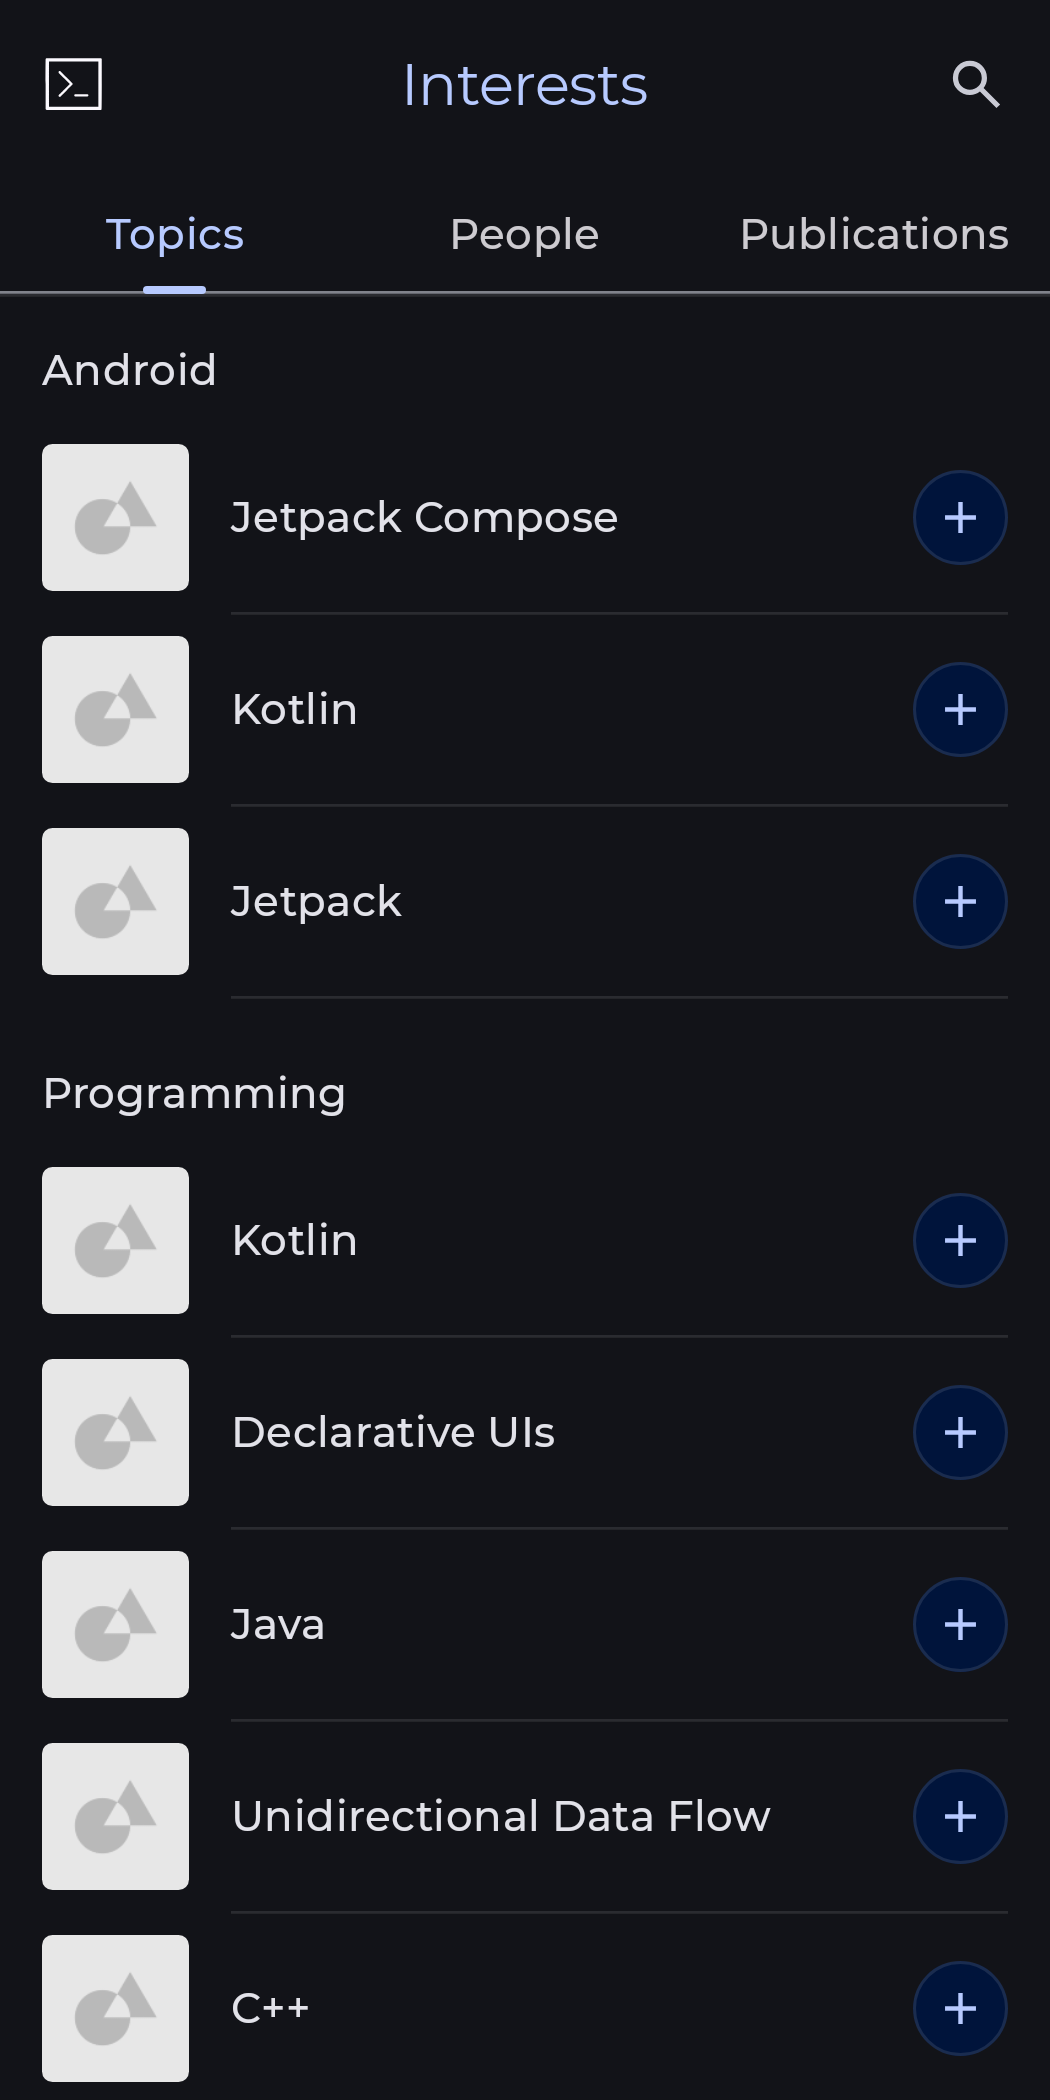 Interests
Topics People Publications
Android
Jetpack Compose
Kotlin
Jetpack
Programming
Kotlin
Declarative UIs
Java
Unidirectional Data Flow
C++